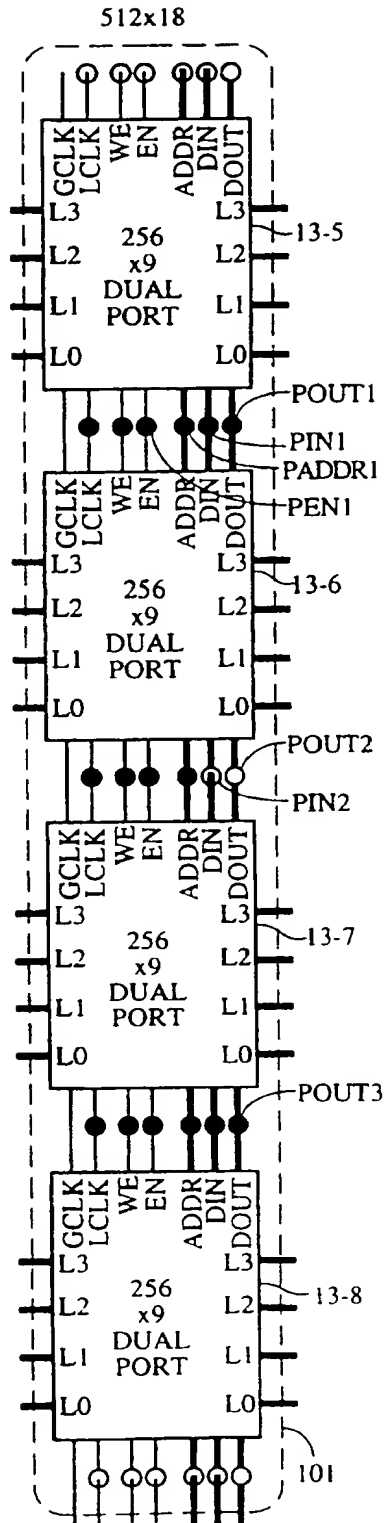 512x18
GCLK
LCLK
WE
EN
ADDR
DIN
DOUT
L3
L2
L1
L0
256
x9
DUAL
PORT
L3
L2
L1
L0
13-5
POUT1
PIN1
PADDR1
PEN1
GCLK
LCLK
WE
EN
ADDR
DIN
DOUT
L3
L2
L1
L0
256
x9
DUAL
PORT
L3
L2
L1
L0
13-6
POUT2
PIN2
GCLK
LCLK
WE
EN
ADDR
DIN
DOUT
L3
L2
L1
L0
256
x9
DUAL
PORT
L3
L2
L1
L0
13-7
POUT3
GCLK
LCLK
WE
EN
ADDR
DIN
DOUT
L3
L2
L1
L0
256
x9
DUAL
PORT
L3
L2
L1
L0
13-8
101